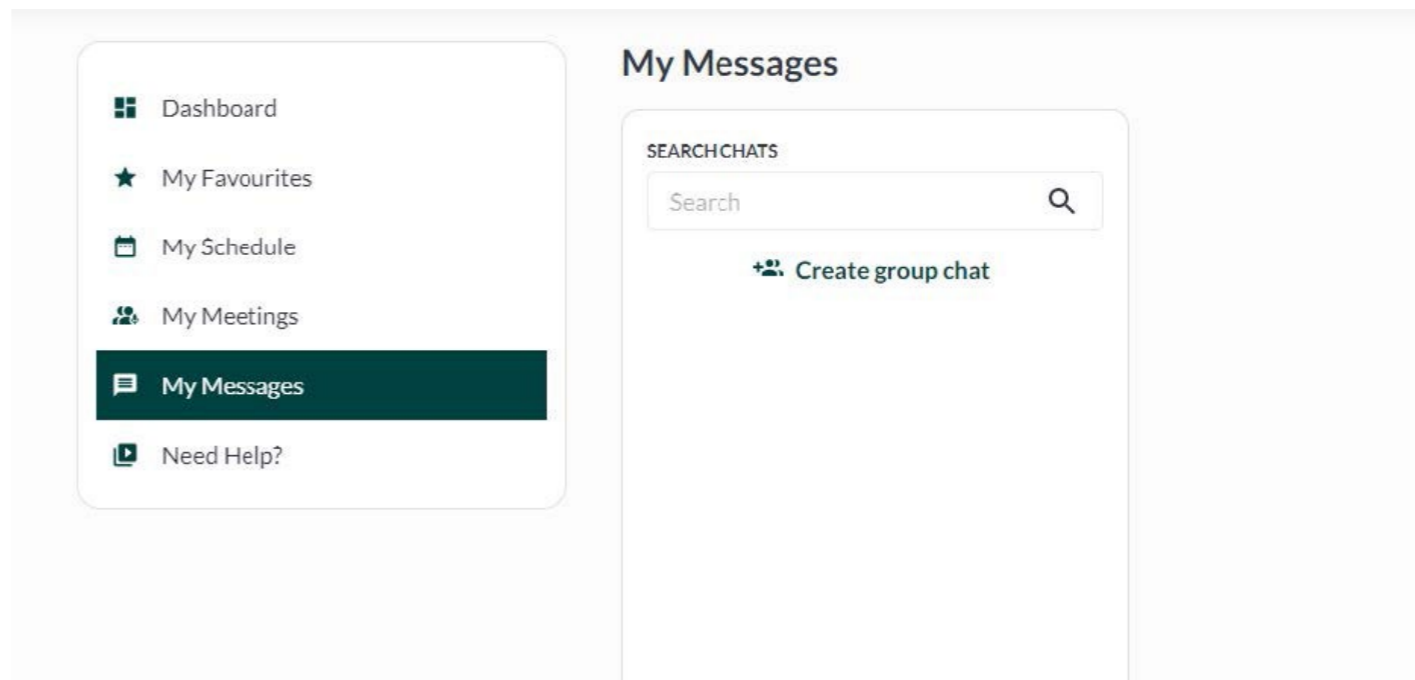 Dashboard
My Favourites
My Schedule
My Meetings
My Messages
Need Help?
My Messages
SEARCH CHATS
Search
Create group chat